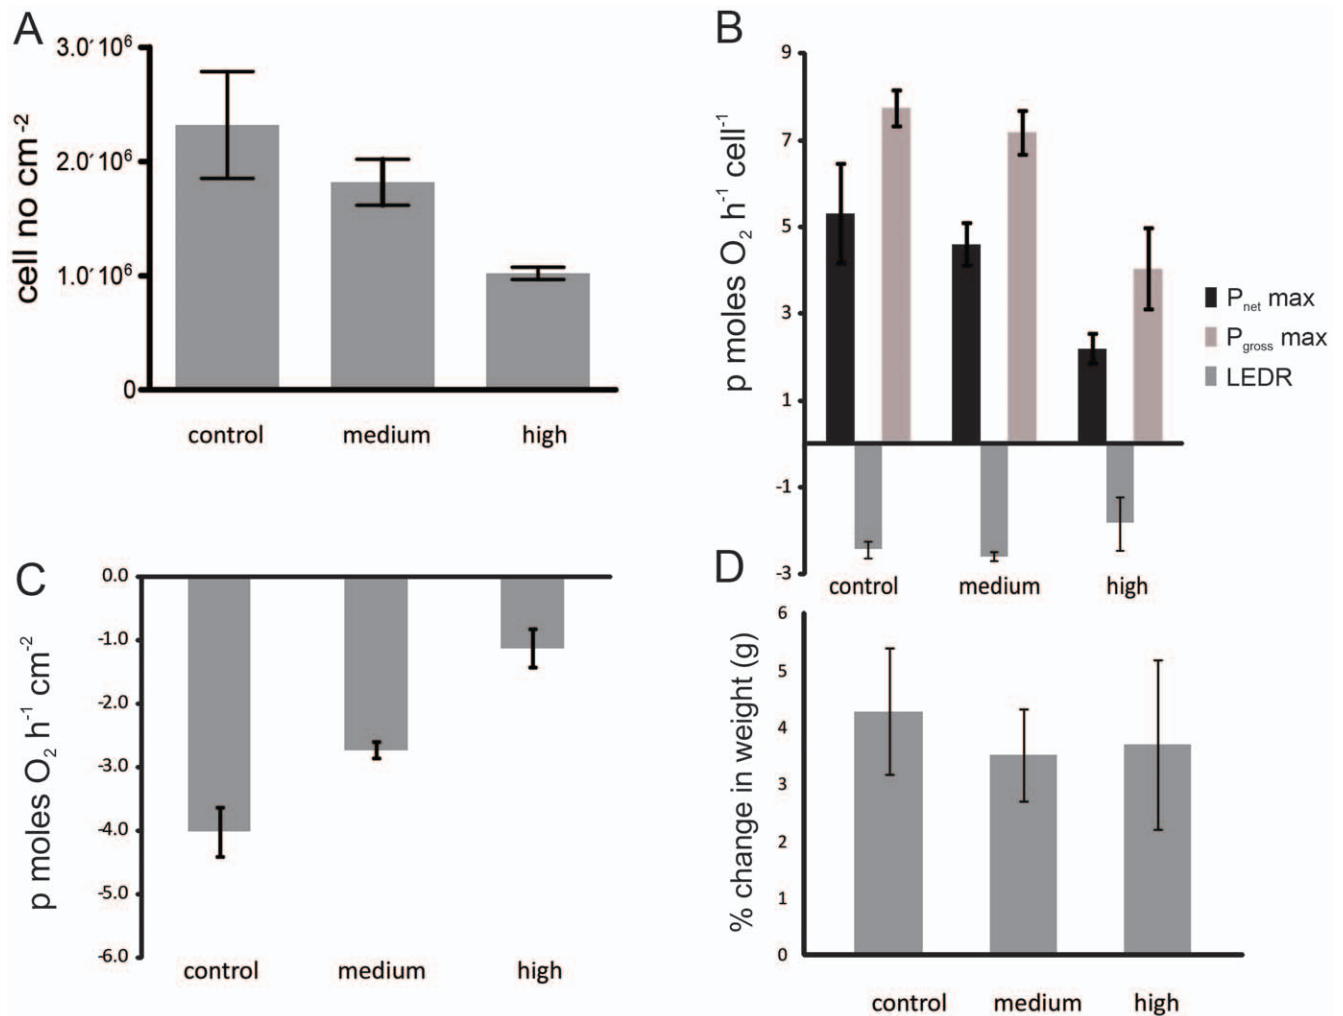 A
3.0´10⁶
2.0´10⁶
1.0´10⁶
0
cell no cm⁻²
control medium high
B
9
7
5
3
1
-1
-3
p moles O₂ h⁻¹ cell⁻¹
control medium high
Pnet max
Pgross max
LEDR
C
0.0
-1.0
-2.0
-3.0
-4.0
-5.0
-6.0
p moles O₂ h⁻¹ cm⁻²
control medium high
D
6
5
4
3
2
1
0
% change in weight (g)
control medium high